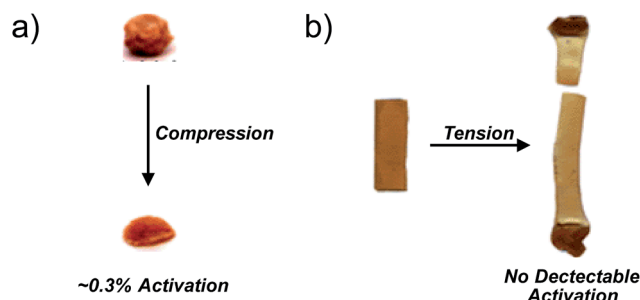 a)
Compression
~0.3% Activation
b)
Tension
No Dectectable
Activation